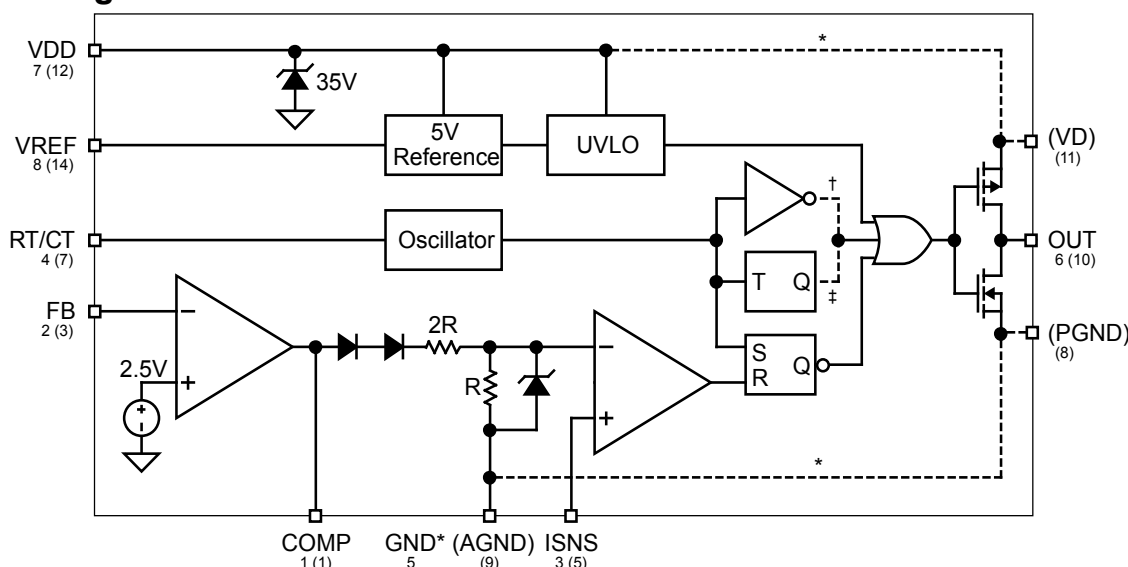 VDD
7 (12)
35V
*
VREF
8 (14)
5V
Reference
UVLO
(VD)
(11)
†
RT/CT
4 (7)
Oscillator
OUT
6 (10)
T Q
‡
FB
2 (3)
2R
(PGND)
(8)
S
R
Q
2.5V
R
*
COMP
1 (1)
GND* (AGND)
5 (9)
ISNS
3 (5)